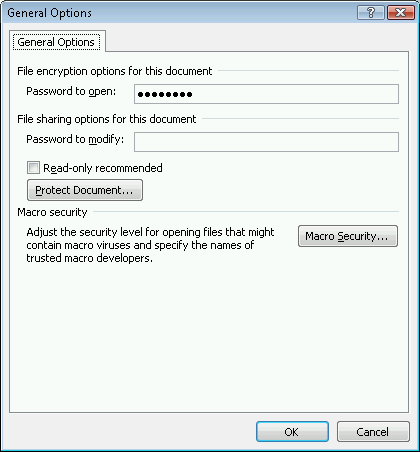 General Options
General Options
File encryption options for this document
Password to open: ●●●●●●●●
File sharing options for this document
Password to modify:
Read-only recommended
Protect Document...
Macro security
Adjust the security level for opening files that might
contain macro viruses and specify the names of
trusted macro developers.
Macro Security...
OK
Cancel